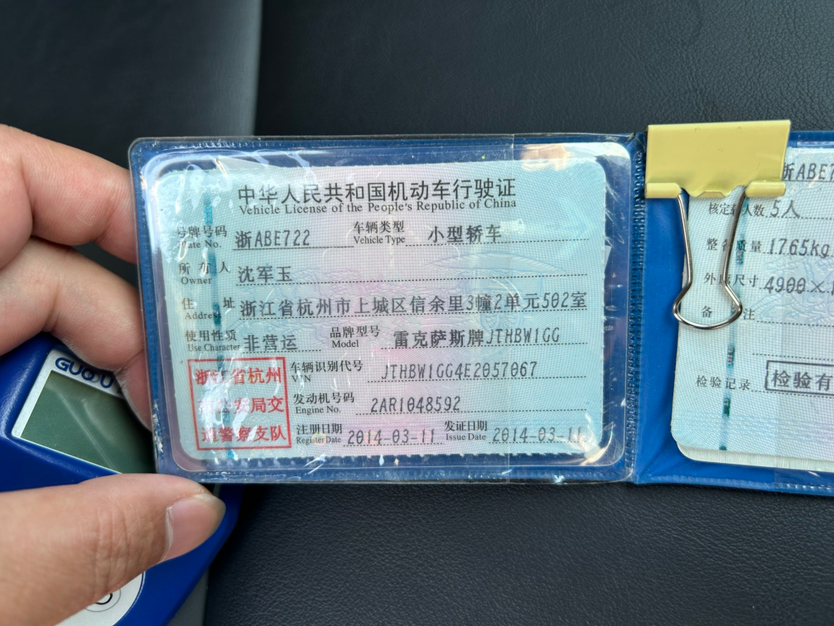 中华人民共和国机动车行驶证
Vehicle License of the People's Republic of China
号牌号码 浙ABE722 车辆类型 小型轿车
Plate No. Vehicle Type
所有人 沈军玉
Owner
住址 浙江省杭州市上城区信余里3幢2单元502室
Address
使用性质 非营运 品牌型号 雷克萨斯牌JTHBW1GG
Use Character Model
浙江省杭州
市公安局交
通警察支队
车辆识别代号 JTHBW1GG4E2057067
VIN
发动机号码 2AR1048592
Engine No.
注册日期 2014-03-11 发证日期 2014-03-11
Register Date Issue Date
浙ABE7
核定载人数 5人
整备质量 1765kg
外廓尺寸 4900×1
备注
检验记录 检验有
GUOOU